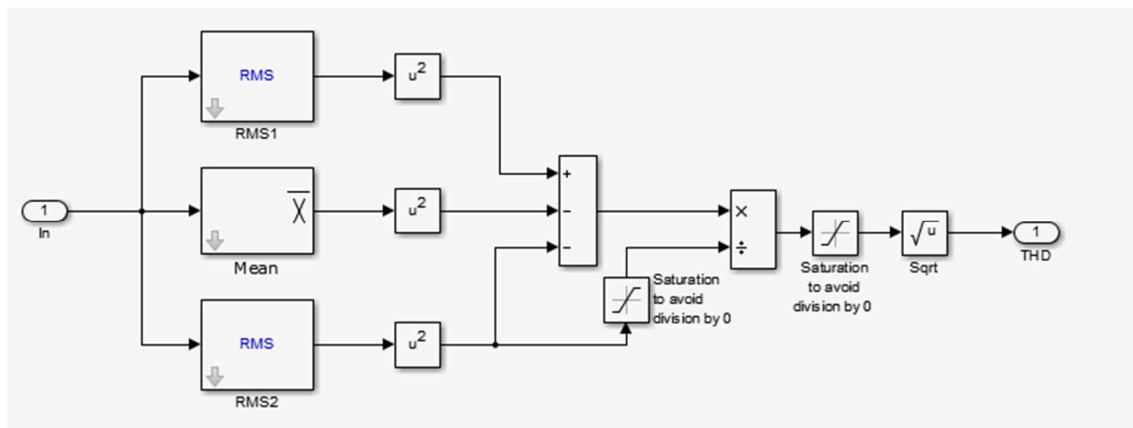 RMS
RMS1
u²
1
In
X̅
Mean
u²
RMS
RMS2
u²
+
−
−
Saturation
to avoid
division by 0
×
÷
Saturation
to avoid
division by 0
√u
Sqrt
1
THD